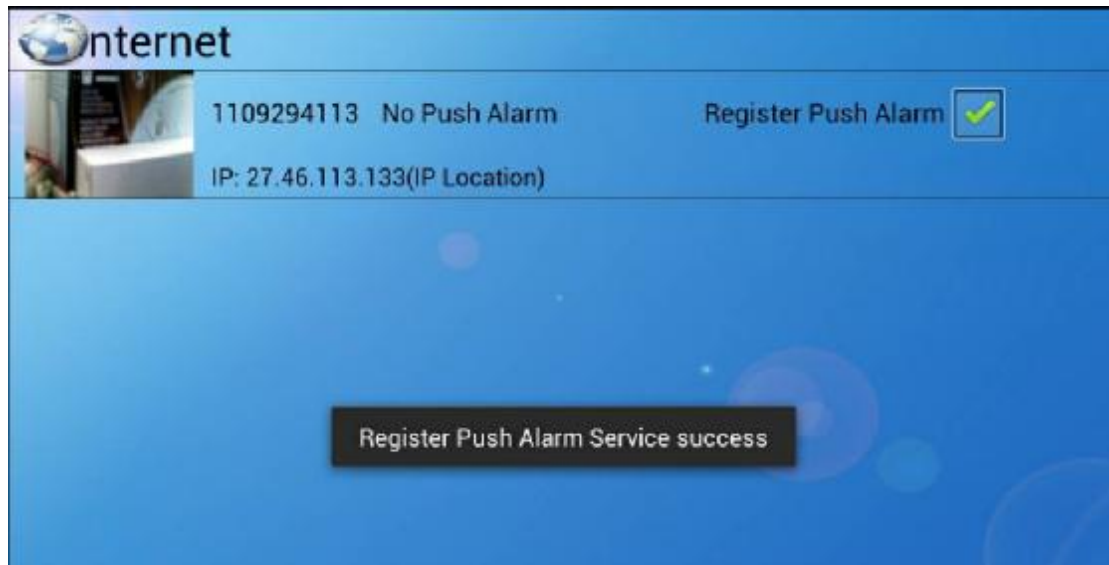 Internet
1109294113 No Push Alarm Register Push Alarm
IP: 27.46.113.133(IP Location)
Register Push Alarm Service success